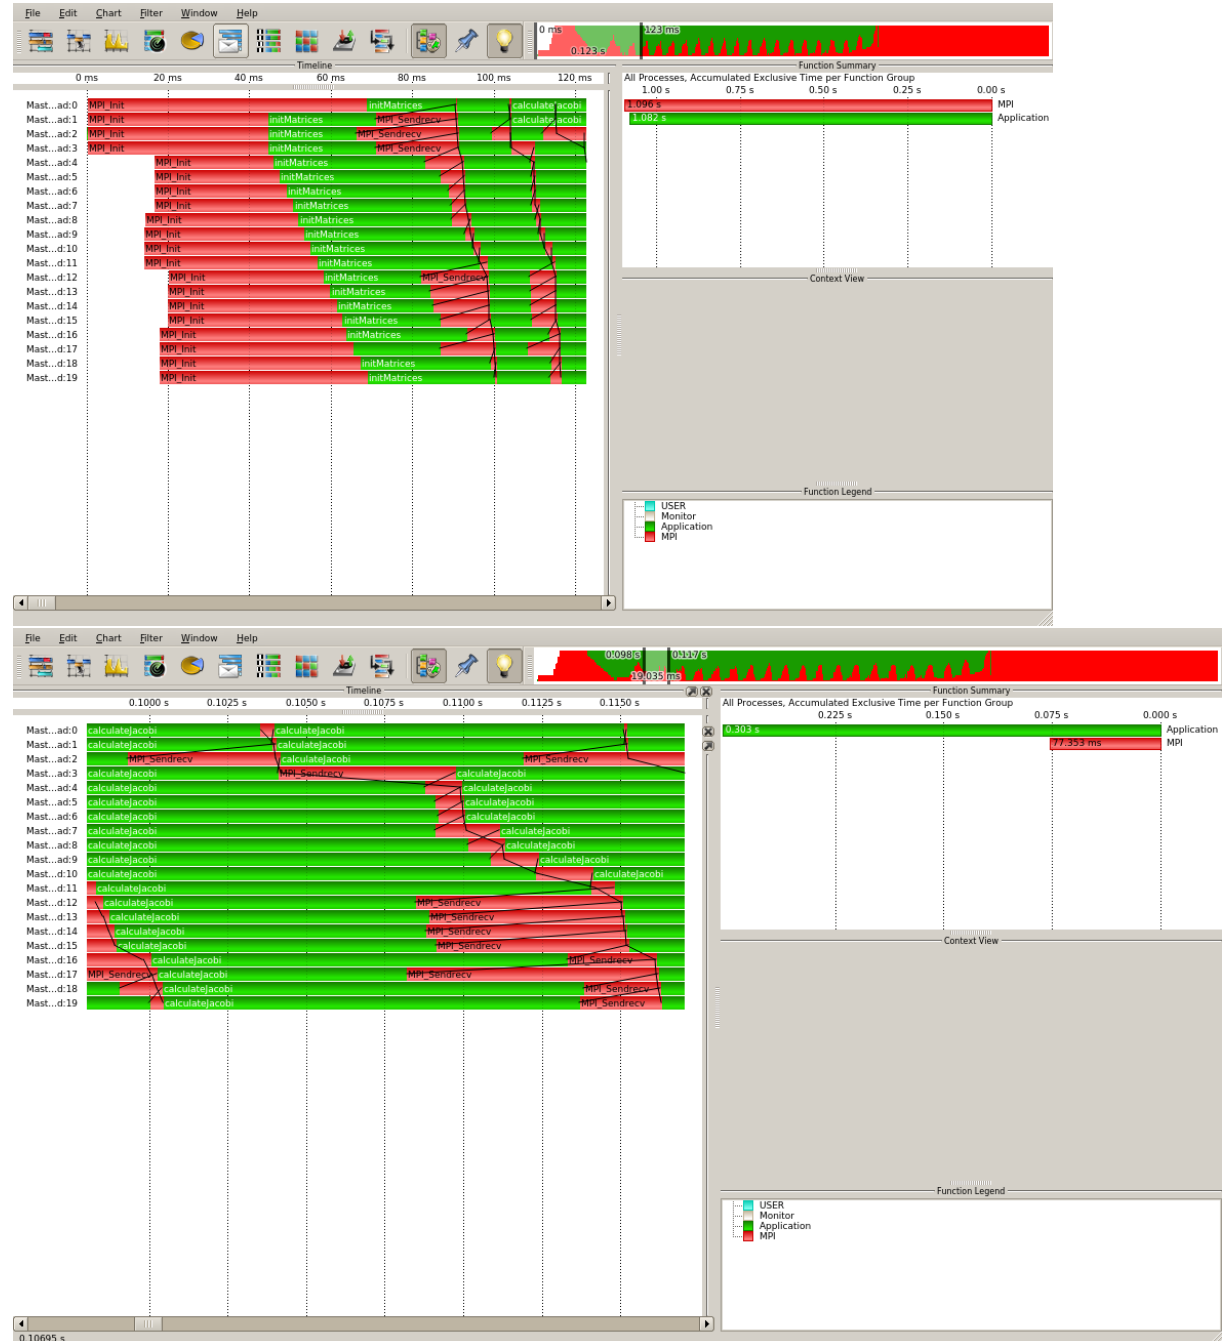 File Edit Chart Filter Window Help
0 ms 123 ms
0.123 s
Timeline
Function Summary
0 ms 20 ms 40 ms 60 ms 80 ms 100 ms 120 ms
All Processes, Accumulated Exclusive Time per Function Group
1.00 s 0.75 s 0.50 s 0.25 s 0.00 s
1.096 s MPI
1.082 s Application
Mast...ad:0 MPI_Init initMatrices calculateJacobi
Mast...ad:1 MPI_Init initMatrices MPI_Sendrecv calculateJacobi
Mast...ad:2 MPI_Init initMatrices MPI_Sendrecv
Mast...ad:3 MPI_Init initMatrices MPI_Sendrecv
Mast...ad:4 MPI_Init initMatrices
Mast...ad:5 MPI_Init initMatrices
Mast...ad:6 MPI_Init initMatrices
Mast...ad:7 MPI_Init initMatrices
Mast...ad:8 MPI_Init initMatrices
Mast...ad:9 MPI_Init initMatrices
Mast...d:10 MPI_Init initMatrices
Mast...d:11 MPI_Init initMatrices
Mast...d:12 MPI_Init initMatrices MPI_Sendrecv
Mast...d:13 MPI_Init initMatrices
Mast...d:14 MPI_Init initMatrices
Mast...d:15 MPI_Init initMatrices
Mast...d:16 MPI_Init initMatrices
Mast...d:17 MPI_Init
Mast...d:18 MPI_Init initMatrices
Mast...d:19 MPI_Init initMatrices
Context View
Function Legend
USER
Monitor
Application
MPI
File Edit Chart Filter Window Help
0.098 s 0.117 s
19.035 ms
Timeline
Function Summary
0.1000 s 0.1025 s 0.105 s 0.1075 s 0.1100 s 0.1125 s 0.1150 s
All Processes, Accumulated Exclusive Time per Function Group
0.225 s 0.150 s 0.075 s 0.000 s
0.303 s Application
77.353 ms MPI
Mast...ad:0 calculateJacobi calculateJacobi
Mast...ad:1 calculateJacobi calculateJacobi
Mast...ad:2 MPI_Sendrecv calculateJacobi MPI_Sendrecv
Mast...ad:3 calculateJacobi MPI_Sendrecv calculateJacobi
Mast...ad:4 calculateJacobi calculateJacobi
Mast...ad:5 calculateJacobi calculateJacobi
Mast...ad:6 calculateJacobi calculateJacobi
Mast...ad:7 calculateJacobi calculateJacobi
Mast...ad:8 calculateJacobi calculateJacobi
Mast...ad:9 calculateJacobi calculateJacobi
Mast...d:10 calculateJacobi calculateJacobi
Mast...d:11 calculateJacobi
Mast...d:12 calculateJacobi MPI_Sendrecv
Mast...d:13 calculateJacobi MPI_Sendrecv
Mast...d:14 calculateJacobi MPI_Sendrecv
Mast...d:15 calculateJacobi MPI_Sendrecv
Mast...d:16 calculateJacobi MPI_Sendrecv
Mast...d:17 MPI_Sendrecv calculateJacobi MPI_Sendrecv
Mast...d:18 calculateJacobi MPI_Sendrecv
Mast...d:19 calculateJacobi MPI_Sendrecv
Context View
Function Legend
USER
Monitor
Application
MPI
0.10695 s